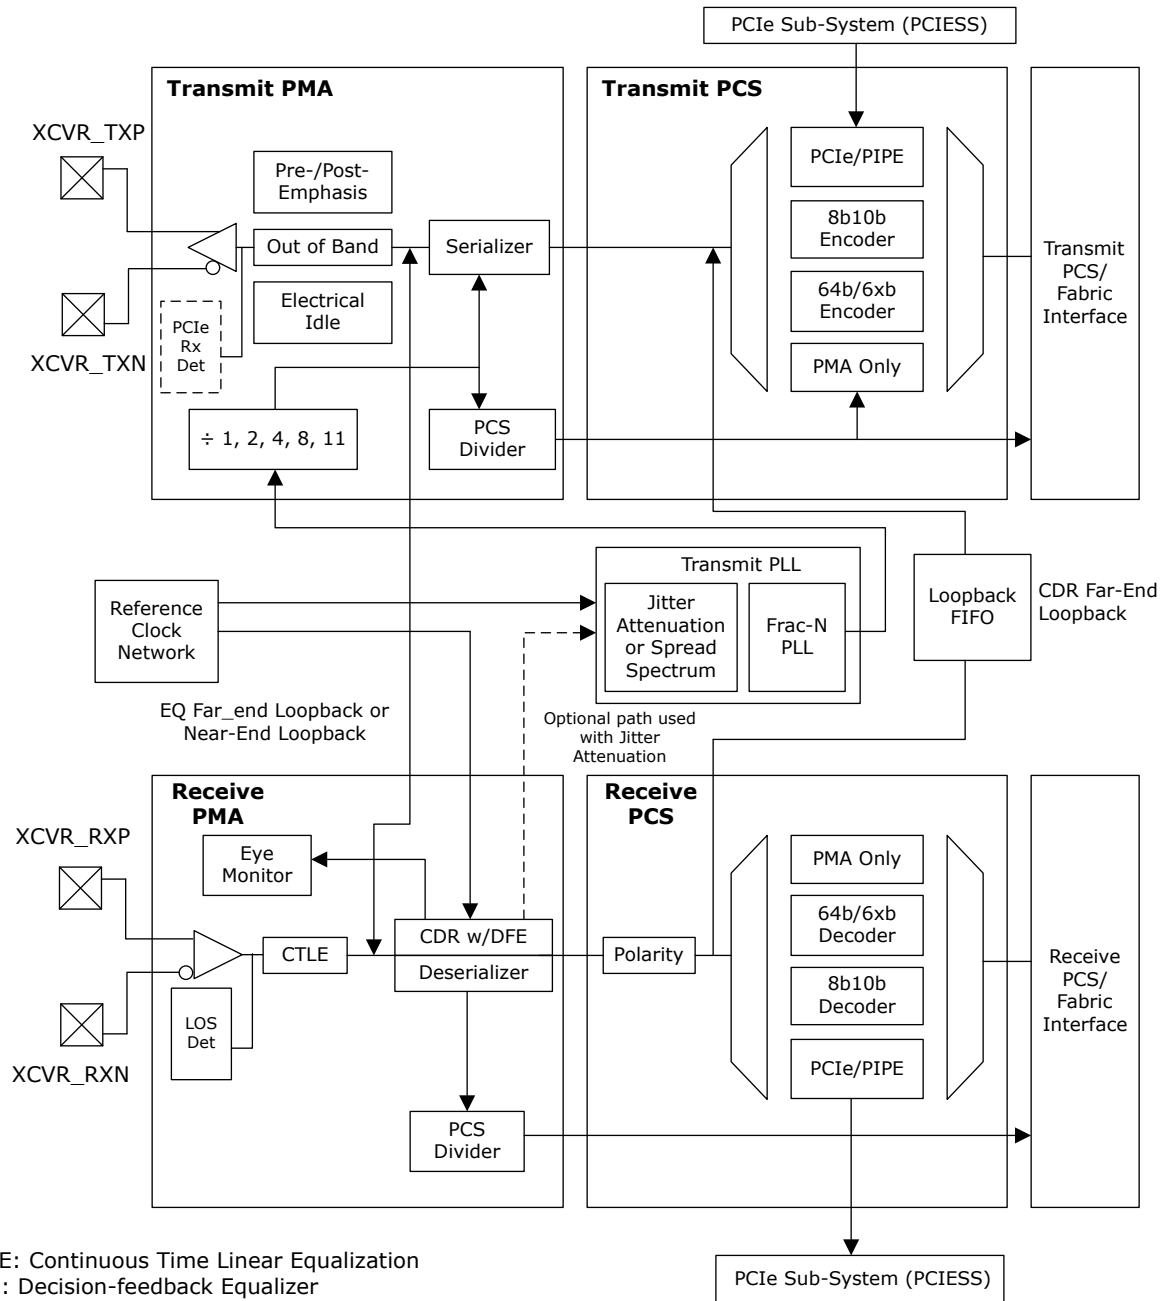 PCIe Sub-System (PCIESS)
Transmit PMA
Transmit PCS
XCVR_TXP
XCVR_TXN
Pre-/Post-
Emphasis
Out of Band
Electrical
Idle
PCIe
Rx
Det
Serializer
÷ 1, 2, 4, 8, 11
PCS
Divider
PCIe/PIPE
8b10b
Encoder
64b/6xb
Encoder
PMA Only
Transmit
PCS/
Fabric
Interface
Reference
Clock
Network
Transmit PLL
Jitter
Attenuation
or Spread
Spectrum
Frac-N
PLL
Loopback
FIFO
CDR Far-End
Loopback
EQ Far_end Loopback or
Near-End Loopback
Optional path used
with Jitter
Attenuation
Receive
PMA
Receive
PCS
XCVR_RXP
XCVR_RXN
Eye
Monitor
CTLE
LOS
Det
CDR w/DFE
Deserializer
PCS
Divider
Polarity
PMA Only
64b/6xb
Decoder
8b10b
Decoder
PCIe/PIPE
Receive
PCS/
Fabric
Interface
E: Continuous Time Linear Equalization
: Decision-feedback Equalizer
PCIe Sub-System (PCIESS)